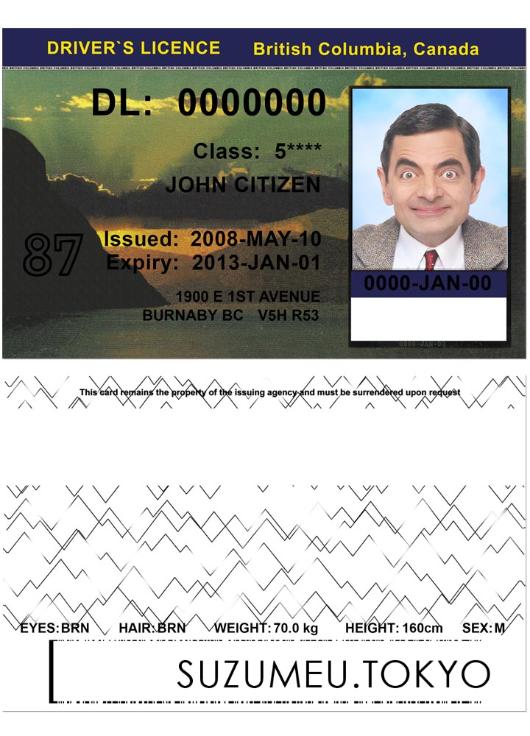 DRIVER`S LICENCE British Columbia, Canada
DL: 0000000
Class: 5****
JOHN CITIZEN
87
Issued: 2008-MAY-10
Expiry: 2013-JAN-01
1900 E 1ST AVENUE
BURNABY BC V5H R53
0000-JAN-00
0000-JAN-00
This card remains the property of the issuing agency and must be surrendered upon request
EYES:BRN HAIR:BRN WEIGHT:70.0 kg HEIGHT:160cm SEX:M
SUZUMEU.TOKYO